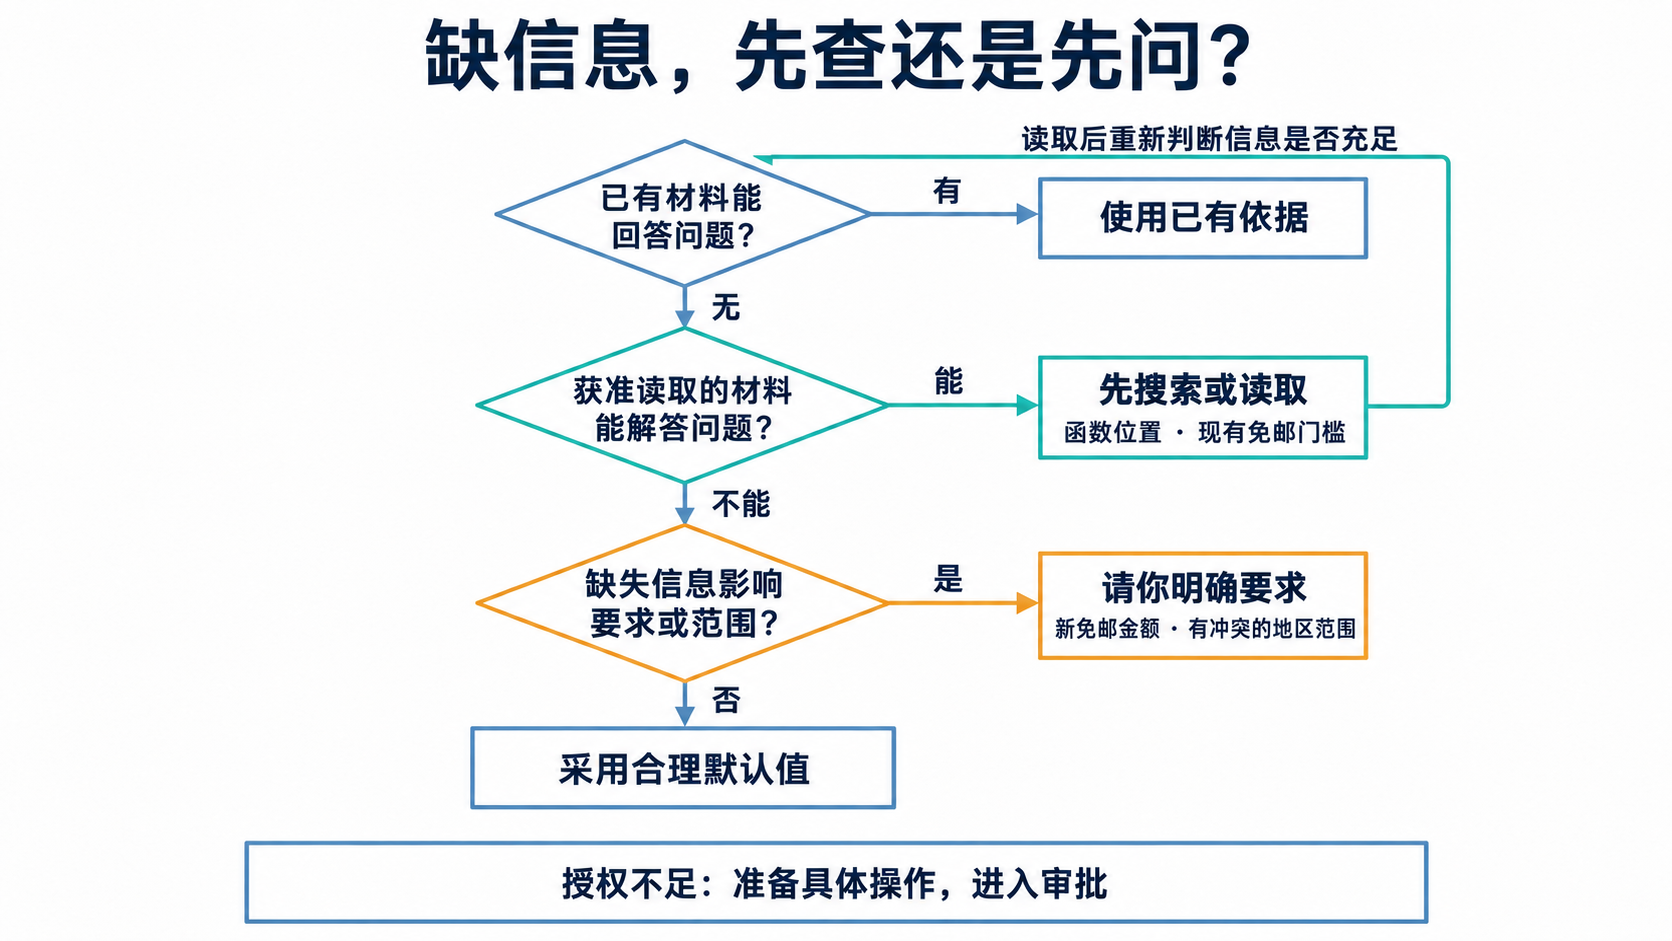 缺信息，先查还是先问？
读取后重新判断信息是否充足
已有材料能
回答问题？
有
使用已有依据
无
获准读取的材料
能解答问题？
能
先搜索或读取
函数位置 · 现有免邮门槛
不能
缺失信息影响
要求或范围？
是
请你明确要求
新免邮金额 · 有冲突的地区范围
否
采用合理默认值
授权不足：准备具体操作，进入审批